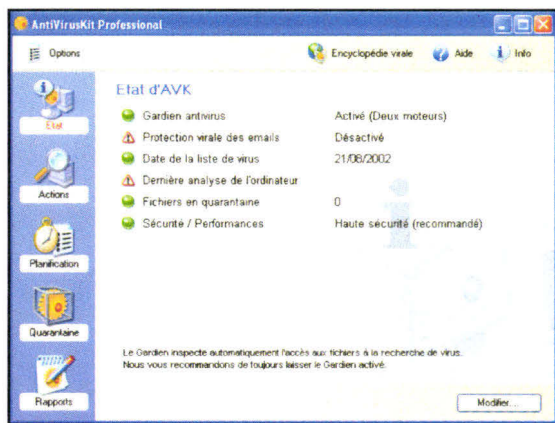 AntiVirusKit Professional
Options
Encyclopédie virale
Aide
Info
Etat
Actions
Planification
Quarantaine
Rapports
Etat d'AVK
Gardien antivirus Activé (Deux moteurs)
Protection virale des emails Désactivé
Date de la liste de virus 21/08/2002
Dernière analyse de l'ordinateur
Fichiers en quarantaine 0
Sécurité / Performances Haute sécurité (recommandé)
Le Gardien inspecte automatiquement l'accès aux fichiers à la recherche de virus.
Nous vous recommandons de toujours laisser le Gardien activé.
Modifier...